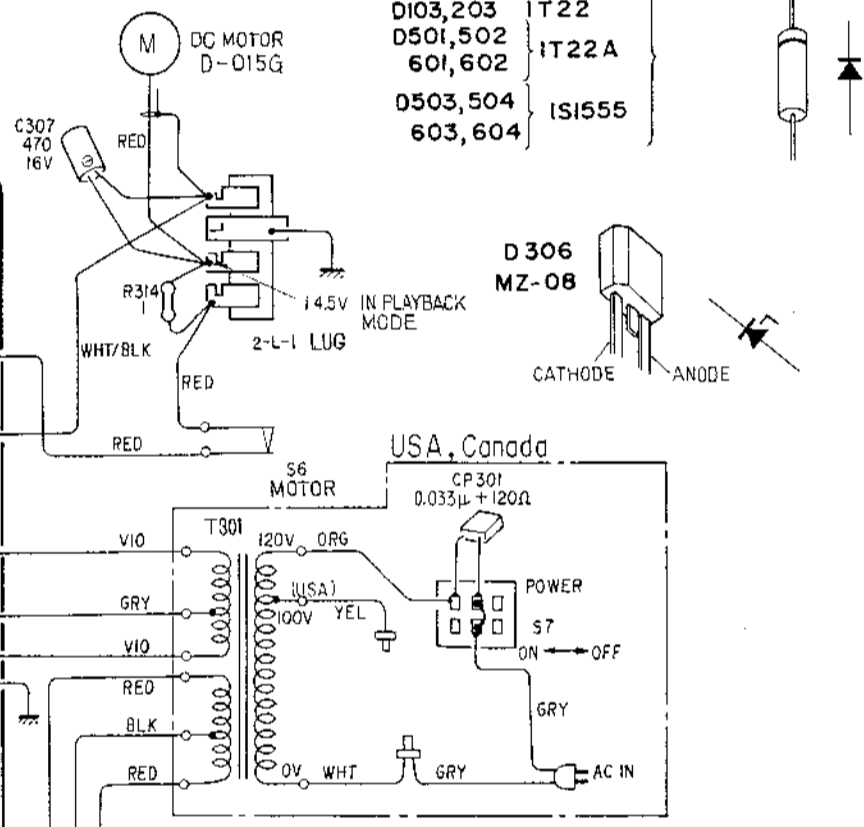 D103,203 1T22
D501,502
601,602
1T22A
D503,504
603,604
1S1555
M
DC MOTOR
D-015G
C307
470
16V
RED
R314
1
14.5V IN PLAYBACK
MODE
2-L-1 LUG
WHT/BLK
RED
RED
D306
MZ-08
CATHODE
ANODE
S6
MOTOR
USA, Canada
CP301
0.033μ+120Ω
T301
VIO
120V
ORG
(USA)
100V
YEL
GRY
VIO
RED
BLK
RED
POWER
S7
ON ↔ OFF
GRY
0V
WHT
GRY
AC IN